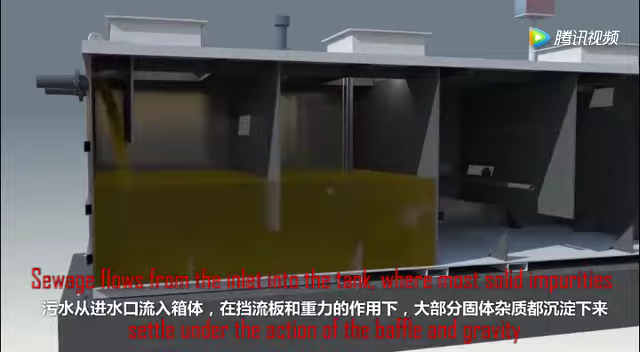 腾讯视频
Sewage flows from the inlet into the tank, where most solid impurities
污水从进水口流入箱体，在挡流板和重力的作用下，大部分固体杂质都沉淀下来
settle under the action of the baffle and gravity